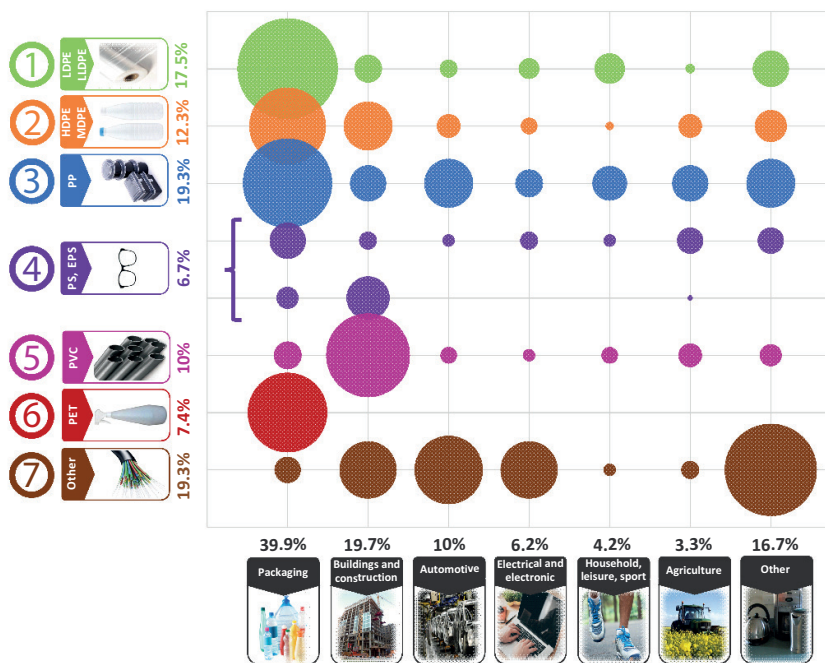 1
LDPE
LLDPE
17.5%
2
HDPE
MDPE
12.3%
3
PP
19.3%
4
PS, EPS
6.7%
5
PVC
10%
6
PET
7.4%
7
Other
19.3%
39.9%
19.7%
10%
6.2%
4.2%
3.3%
16.7%
Packaging
Buildings and
construction
Automotive
Electrical and
electronic
Household,
leisure, sport
Agriculture
Other